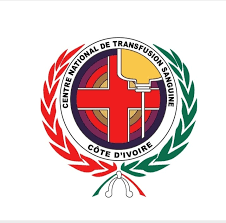 CENTRE NATIONAL DE TRANSFUSION SANGUINE
CÔTE D'IVOIRE